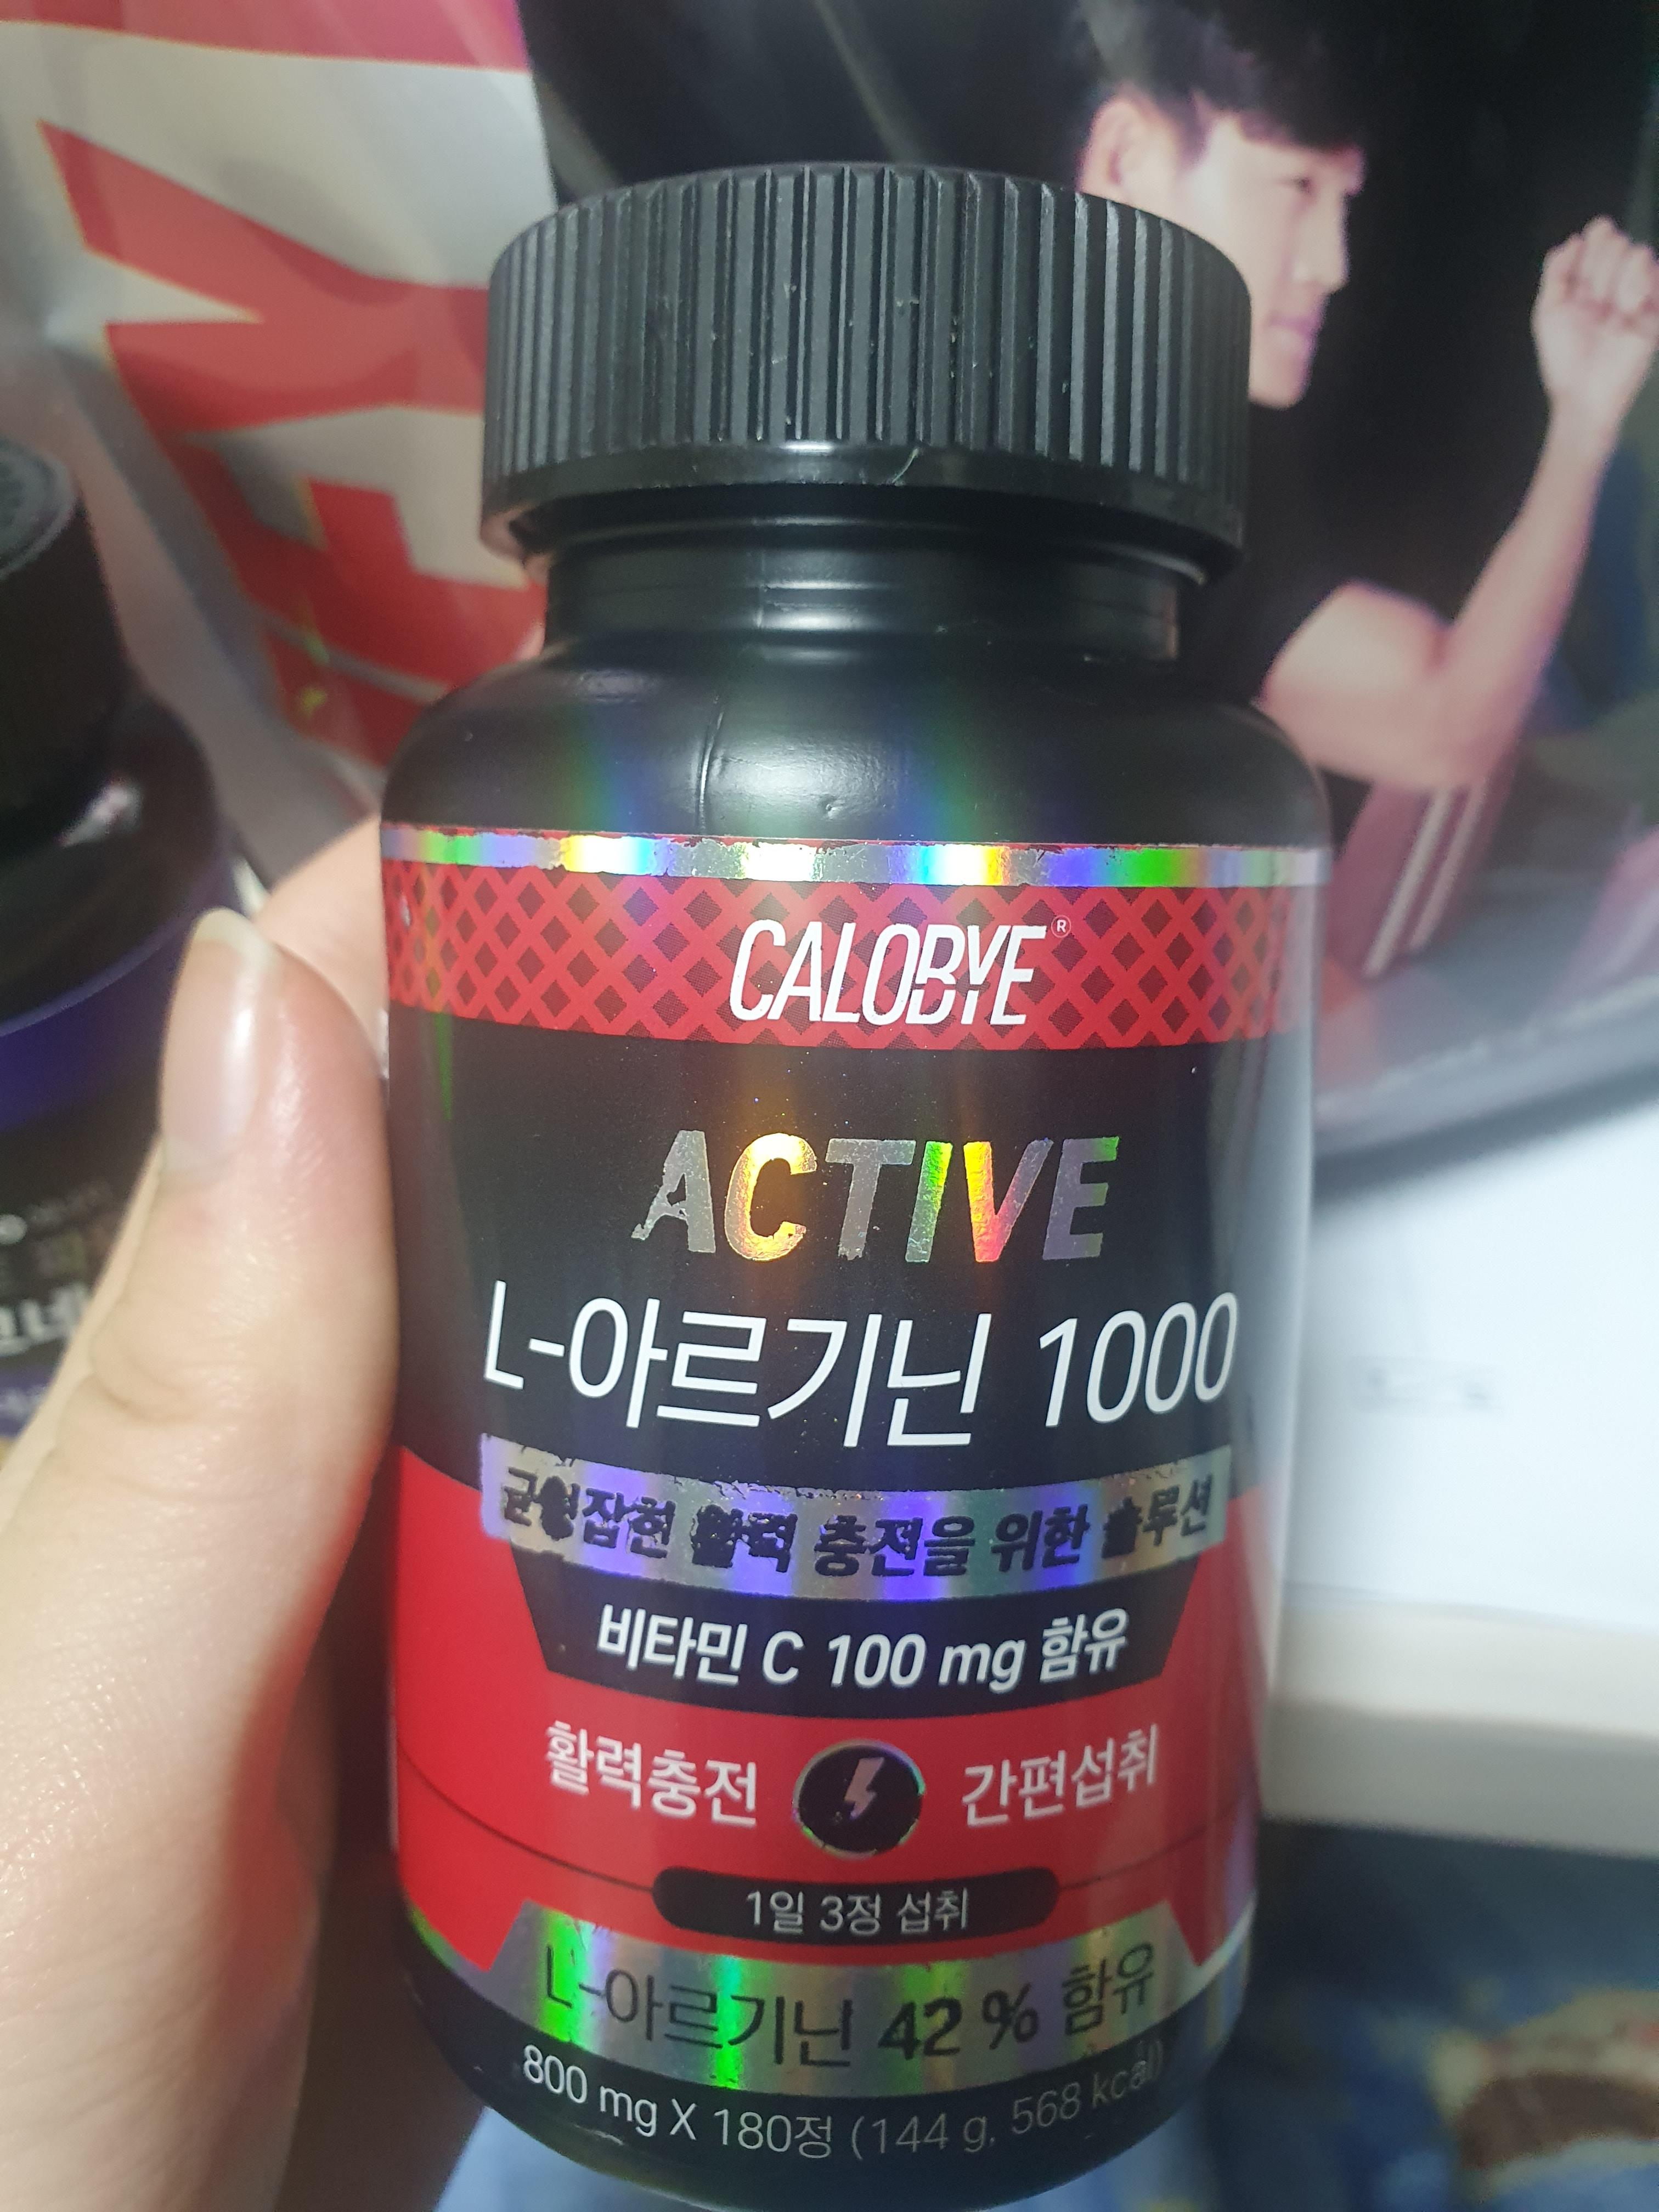 CALOBYE®
ACTIVE
L-아르기닌 1000
균형잡힌 활력 충전을 위한 솔루션
비타민 C 100 mg 함유
활력충전 간편섭취
1일 3정 섭취
L-아르기닌 42 % 함유
800 mg X 180정 (144 g, 568 kcal)